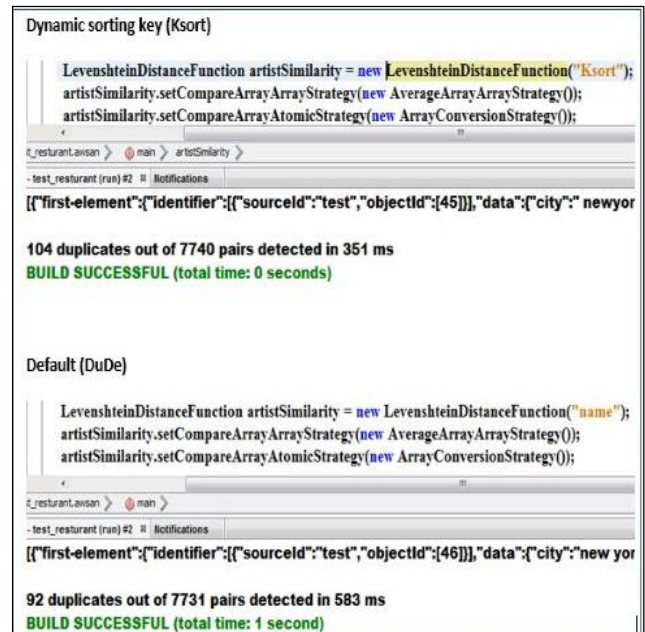 Dynamic sorting key (Ksort)
LevenshteinDistanceFunction artistSimilarity = new LevenshteinDistanceFunction("Ksort");
artistSimilarity.setCompareArrayArrayStrategy(new AverageArrayArrayStrategy());
artistSimilarity.setCompareArrayAtomicStrategy(new ArrayConversionStrategy());
t_resturant.awsan > main > artistSmilarity >
- test_resturant (run) #2 Notifications
[{"first-element":{"identifier":[{"sourceId":"test","objectId":[45]}],"data":{"city":" newyor
104 duplicates out of 7740 pairs detected in 351 ms
BUILD SUCCESSFUL (total time: 0 seconds)
Default (DuDe)
LevenshteinDistanceFunction artistSimilarity = new LevenshteinDistanceFunction("name");
artistSimilarity.setCompareArrayArrayStrategy(new AverageArrayArrayStrategy());
artistSimilarity.setCompareArrayAtomicStrategy(new ArrayConversionStrategy());
t_resturant.awsan > main >
- test_resturant (run) #2 Notifications
[{"first-element":{"identifier":[{"sourceId":"test","objectId":[46]}],"data":{"city":"new yor
92 duplicates out of 7731 pairs detected in 583 ms
BUILD SUCCESSFUL (total time: 1 second)